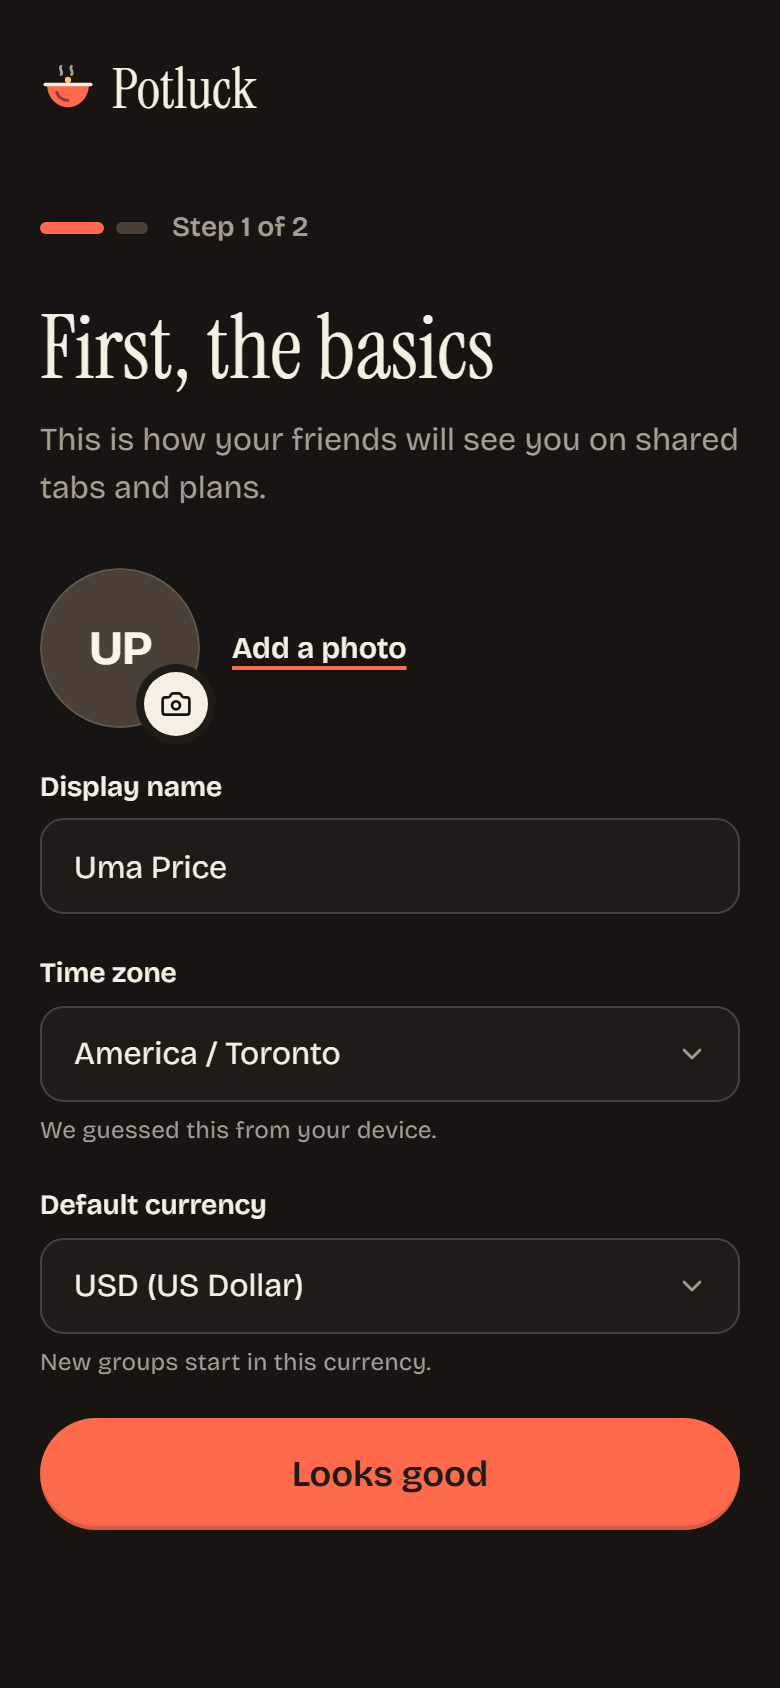 Potluck
Step 1 of 2
First, the basics
This is how your friends will see you on shared
tabs and plans.
UP
Add a photo
Display name
Uma Price
Time zone
America / Toronto
We guessed this from your device.
Default currency
USD (US Dollar)
New groups start in this currency.
Looks good